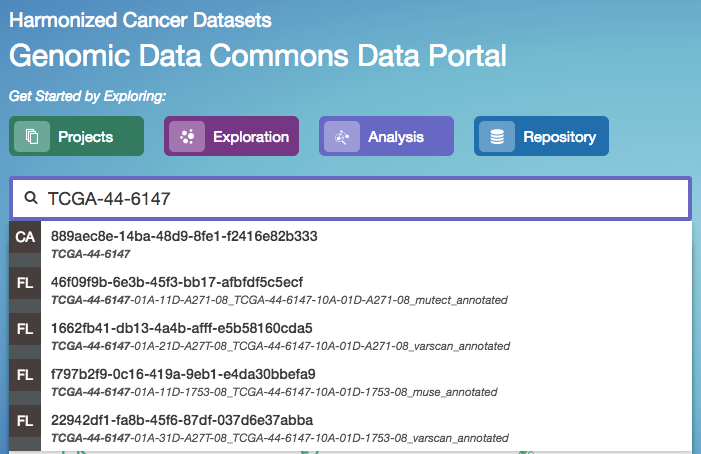 Harmonized Cancer Datasets
Genomic Data Commons Data Portal
Get Started by Exploring:
Projects Exploration Analysis Repository
TCGA-44-6147
CA 889aec8e-14ba-48d9-8fe1-f2416e82b333
TCGA-44-6147
FL 46f09f9b-6e3b-45f3-bb17-afbfdf5c5ecf
TCGA-44-6147-01A-11D-A271-08_TCGA-44-6147-10A-01D-A271-08_mutect_annotated
FL 1662fb41-db13-4a4b-afff-e5b58160cda5
TCGA-44-6147-01A-21D-A27T-08_TCGA-44-6147-10A-01D-A271-08_varscan_annotated
FL f797b2f9-0c16-419a-9eb1-e4da30bbefa9
TCGA-44-6147-01A-11D-1753-08_TCGA-44-6147-10A-01D-1753-08_muse_annotated
FL 22942df1-fa8b-45f6-87df-037d6e37abba
TCGA-44-6147-01A-31D-A27T-08_TCGA-44-6147-10A-01D-1753-08_varscan_annotated